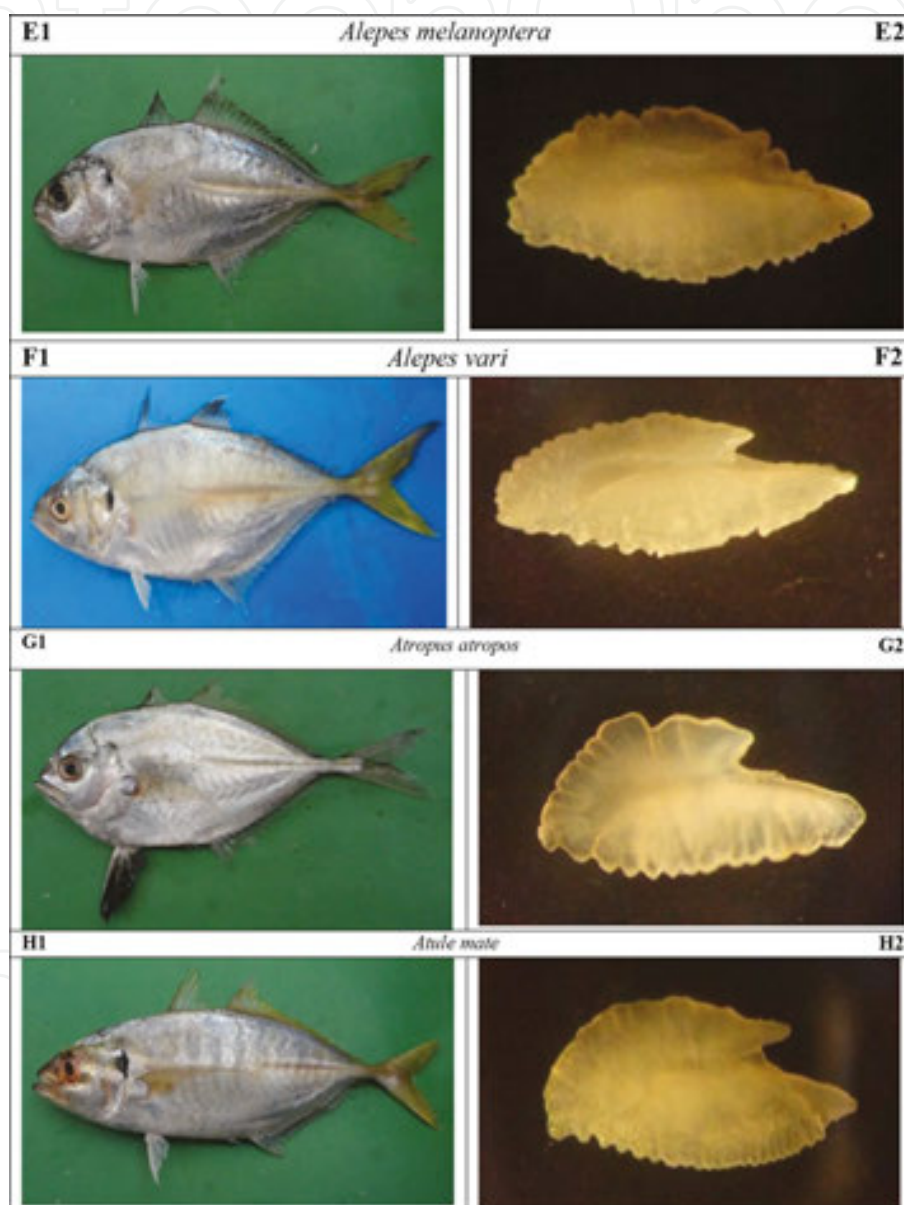 E1 Alepes melanoptera E2
F1 Alepes vari F2
G1 Atropus atropos G2
H1 Atule mate H2